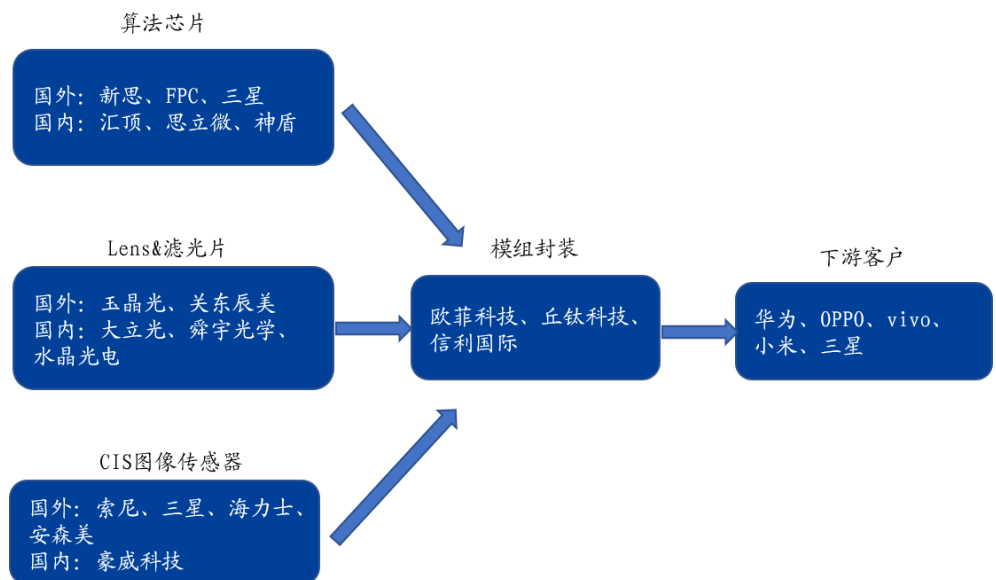 算法芯片
国外: 新思、FPC、三星
国内: 汇顶、思立微、神盾
Lens&滤光片
国外: 玉晶光、关东辰美
国内: 大立光、舜宇光学、
水晶光电
CIS图像传感器
国外: 索尼、三星、海力士、
安森美
国内: 豪威科技
模组封装
欧菲科技、丘钛科技、
信利国际
下游客户
华为、OPPO、vivo、
小米、三星